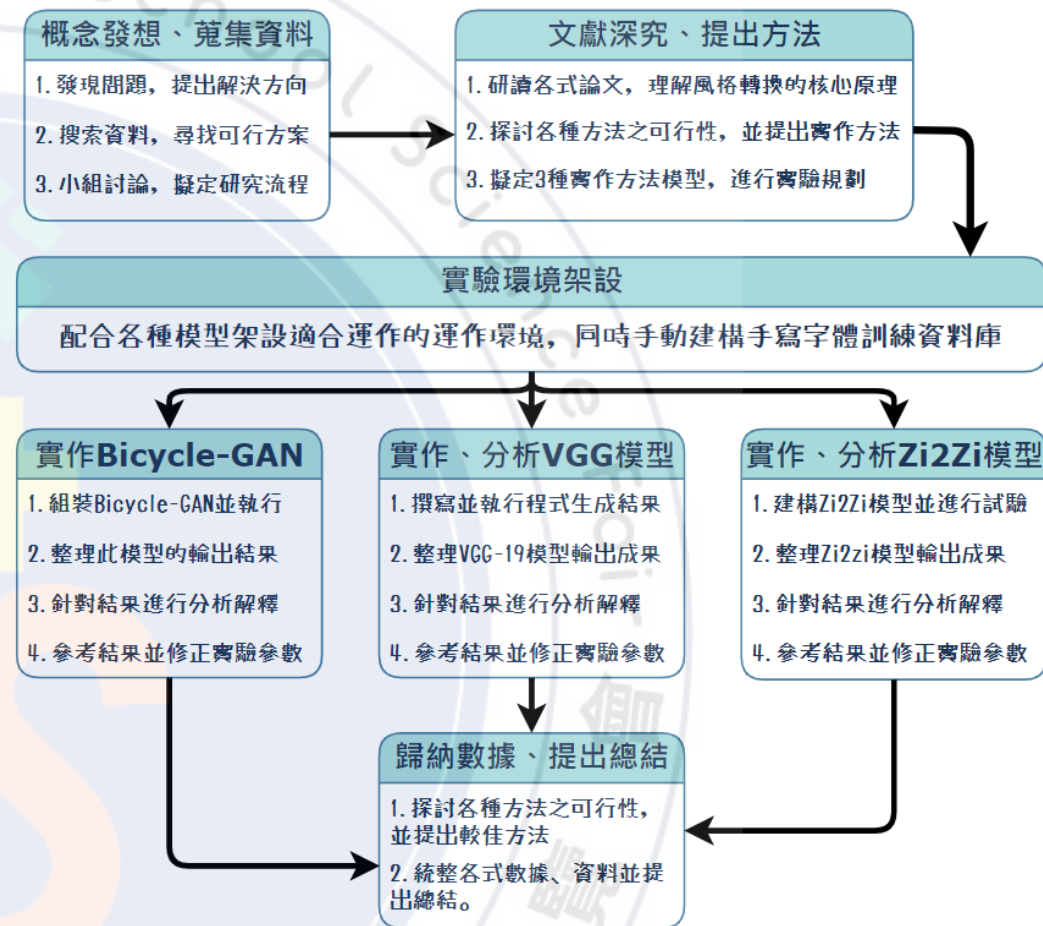 概念發想、蒐集資料
1. 發現問題，提出解決方向
2. 搜索資料，尋找可行方案
3. 小組討論，擬定研究流程
文獻深究、提出方法
1. 研讀各式論文，理解風格轉換的核心原理
2. 探討各種方法之可行性，並提出實作方法
3. 擬定3種實作方法模型，進行實驗規劃
實驗環境架設
配合各種模型架設適合運作的運作環境，同時手動建構手寫字體訓練資料庫
實作Bicycle-GAN
1. 組裝Bicycle-GAN並執行
2. 整理此模型的輸出結果
3. 針對結果進行分析解釋
4. 參考結果並修正實驗參數
實作、分析VGG模型
1. 撰寫並執行程式生成結果
2. 整理VGG-19模型輸出成果
3. 針對結果進行分析解釋
4. 參考結果並修正實驗參數
實作、分析Zi2Zi模型
1. 建構Zi2Zi模型並進行試驗
2. 整理Zi2zi模型輸出成果
3. 針對結果進行分析解釋
4. 參考結果並修正實驗參數
歸納數據、提出總結
1. 探討各種方法之可行性，
並提出較佳方法
2. 統整各式數據、資料並提
出總結。